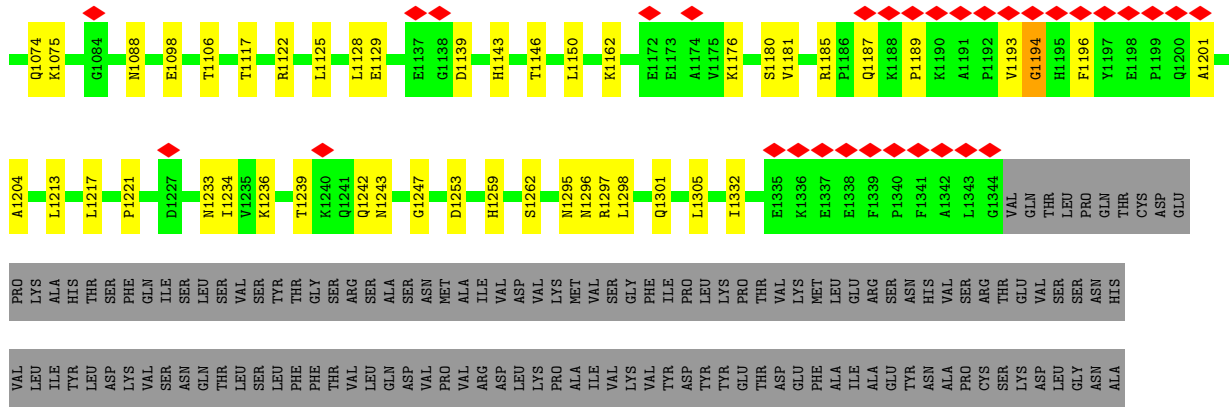 Q1074 K1075 G1084 N1088 E1098 T1106 T1117 R1122 L1125 L1128 E1129 E1137 G1138 D1139 H1143 T1146 L1150 K1162 E1172 E1173 A1174 V1175 K1176 S1180 V1181 R1185 P1186 Q1187 K1188 P1189 K1190 A1191 P1192 V1193 G1194 H1195 F1196 Y1197 E1198 P1199 Q1200 A1201
A1204 L1213 L1217 P1221 D1227 N1233 I1234 V1235 K1236 T1239 K1240 Q1241 Q1242 N1243 G1247 D1253 H1259 S1262 N1295 N1296 R1297 L1298 Q1301 L1305 I1332 E1335 K1336 E1337 E1338 F1339 P1340 F1341 A1342 L1343 G1344 VAL GLN THR LEU PRO GLN THR CYS ASP GLU
PRO LYS ALA HIS THR SER PHE GLN ILE SER LEU SER VAL SER TYR THR GLY SER ARG SER ALA SER ASN MET ALA ILE VAL ASP VAL LYS MET VAL SER GLY PHE ILE PRO LEU LYS PRO THR VAL LYS MET LEU GLU ARG SER ASN HIS VAL SER ARG THR GLU VAL SER SER ASN HIS
VAL LEU ILE TYR LEU ASP LYS VAL SER ASN GLN THR LEU SER LEU PHE PHE THR VAL LEU GLN ASP VAL PRO VAL ARG ASP LEU LYS PRO ALA ILE VAL LYS VAL TYR ASP TYR TYR GLU THR ASP GLU PHE ALA ILE ALA GLU TYR ASN ALA PRO CYS SER LYS ASP LEU GLY ASN ALA